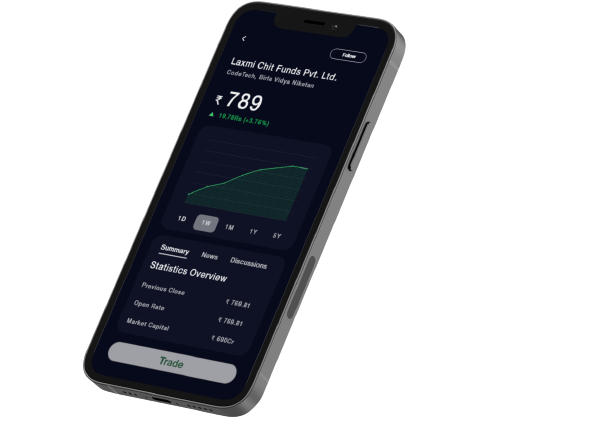 Follow
Laxmi Chit Funds Pvt. Ltd.
CodeTech, Birla Vidya Niketan
₹ 789
▲ 19.78Rs (+3.76%)
1D 1W 1M 1Y 5Y
Summary News Discussions
Statistics Overview
Previous Close ₹ 769.81
Open Rate ₹ 769.81
Market Capital ₹ 690Cr
Trade